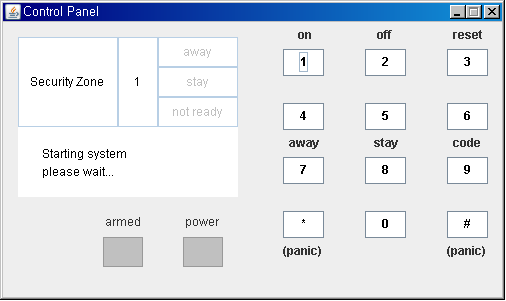 Control Panel
Security Zone 1
away
stay
not ready
Starting system
please wait...
armed power
on off reset
1 2 3
4 5 6
away stay code
7 8 9
* 0 #
(panic) (panic)